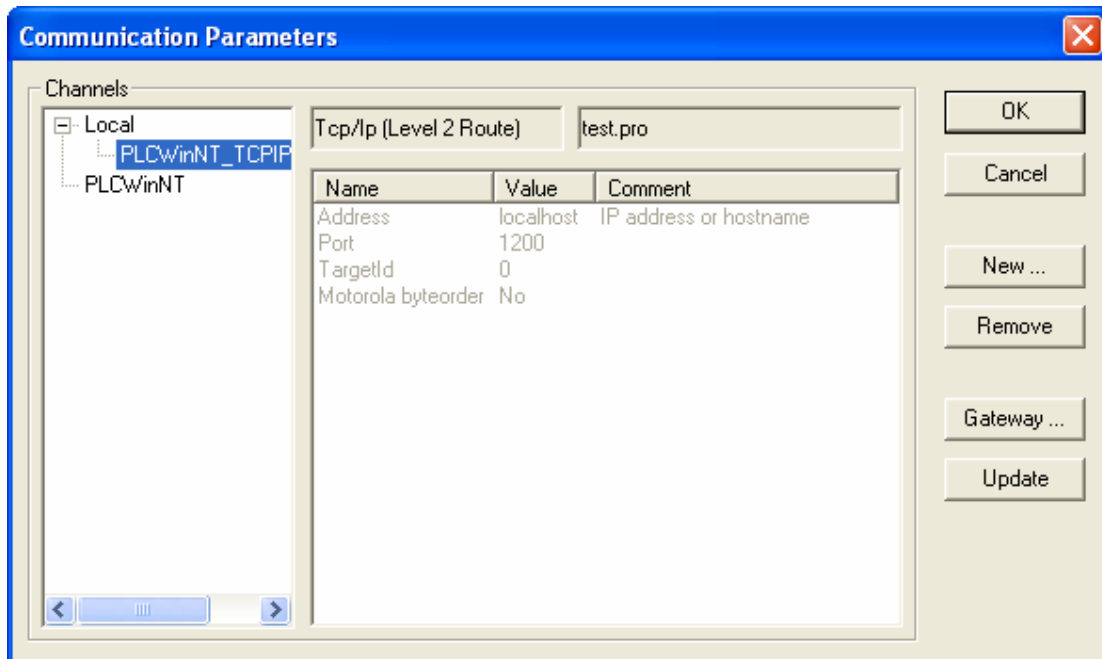 Communication Parameters
Channels
Local
PLCWinNT_TCPIP
PLCWinNT
Tcp/Ip (Level 2 Route) test.pro
Name Value Comment
Address localhost IP address or hostname
Port 1200
TargetId 0
Motorola byteorder No
OK
Cancel
New ...
Remove
Gateway ...
Update